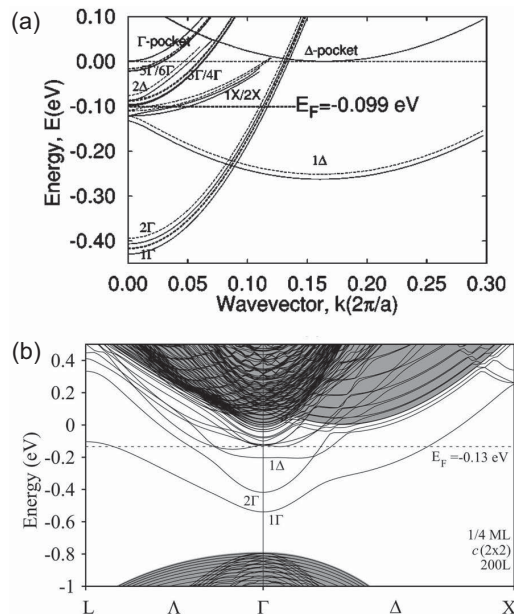 (a)
0.10
0.00
-0.10
-0.20
-0.30
-0.40
Energy, E(eV)
Γ-pocket
Δ-pocket
5Γ/6Γ
2Δ
3Γ/4Γ
1X/2X
E_F=-0.099 eV
1Δ
2Γ
1Γ
0.00 0.05 0.10 0.15 0.20 0.25 0.30
Wavevector, k(2π/a)
(b)
0.4
0.2
0
-0.2
-0.4
-0.6
-0.8
-1
Energy (eV)
E_F=-0.13 eV
1Δ
2Γ
1Γ
1/4 ML
c(2x2)
200L
L Λ Γ Δ X